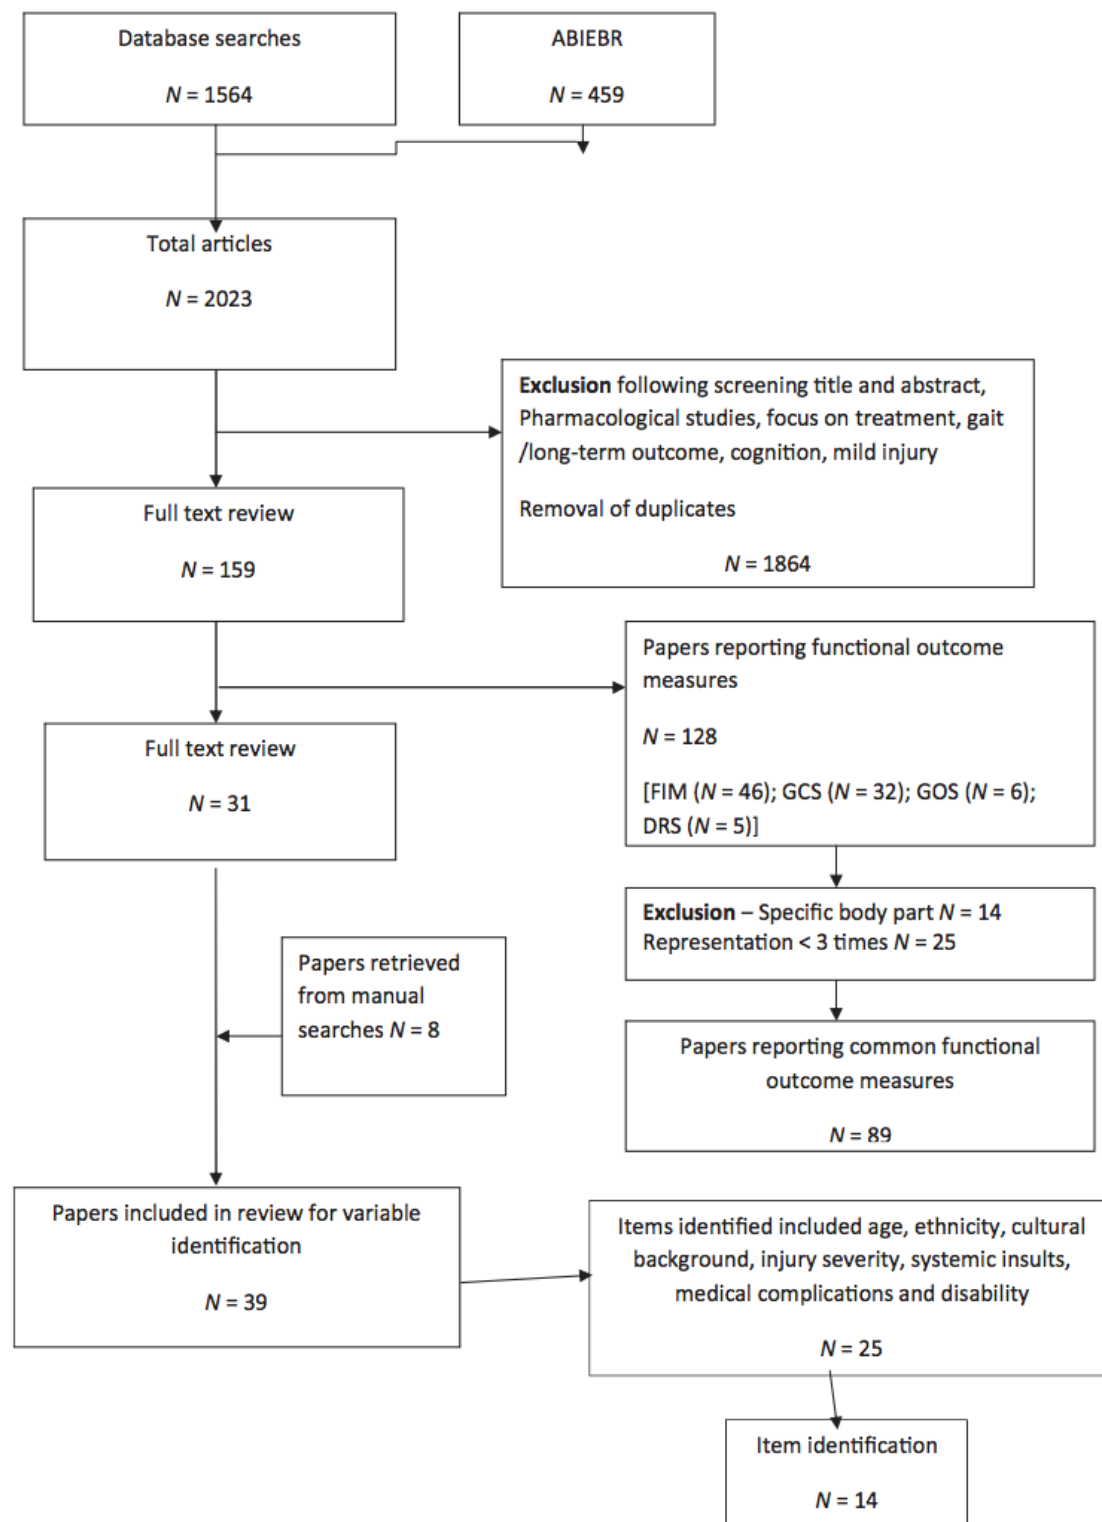 Database searches
N = 1564
ABIEBR
N = 459
Total articles
N = 2023
Exclusion following screening title and abstract,
Pharmacological studies, focus on treatment, gait
/long-term outcome, cognition, mild injury
Removal of duplicates
N = 1864
Full text review
N = 159
Papers reporting functional outcome
measures
N = 128
[FIM (N = 46); GCS (N = 32); GOS (N = 6);
DRS (N = 5)]
Full text review
N = 31
Exclusion – Specific body part N = 14
Representation < 3 times N = 25
Papers retrieved
from manual
searches N = 8
Papers reporting common functional
outcome measures
N = 89
Papers included in review for variable
identification
N = 39
Items identified included age, ethnicity, cultural
background, injury severity, systemic insults,
medical complications and disability
N = 25
Item identification
N = 14